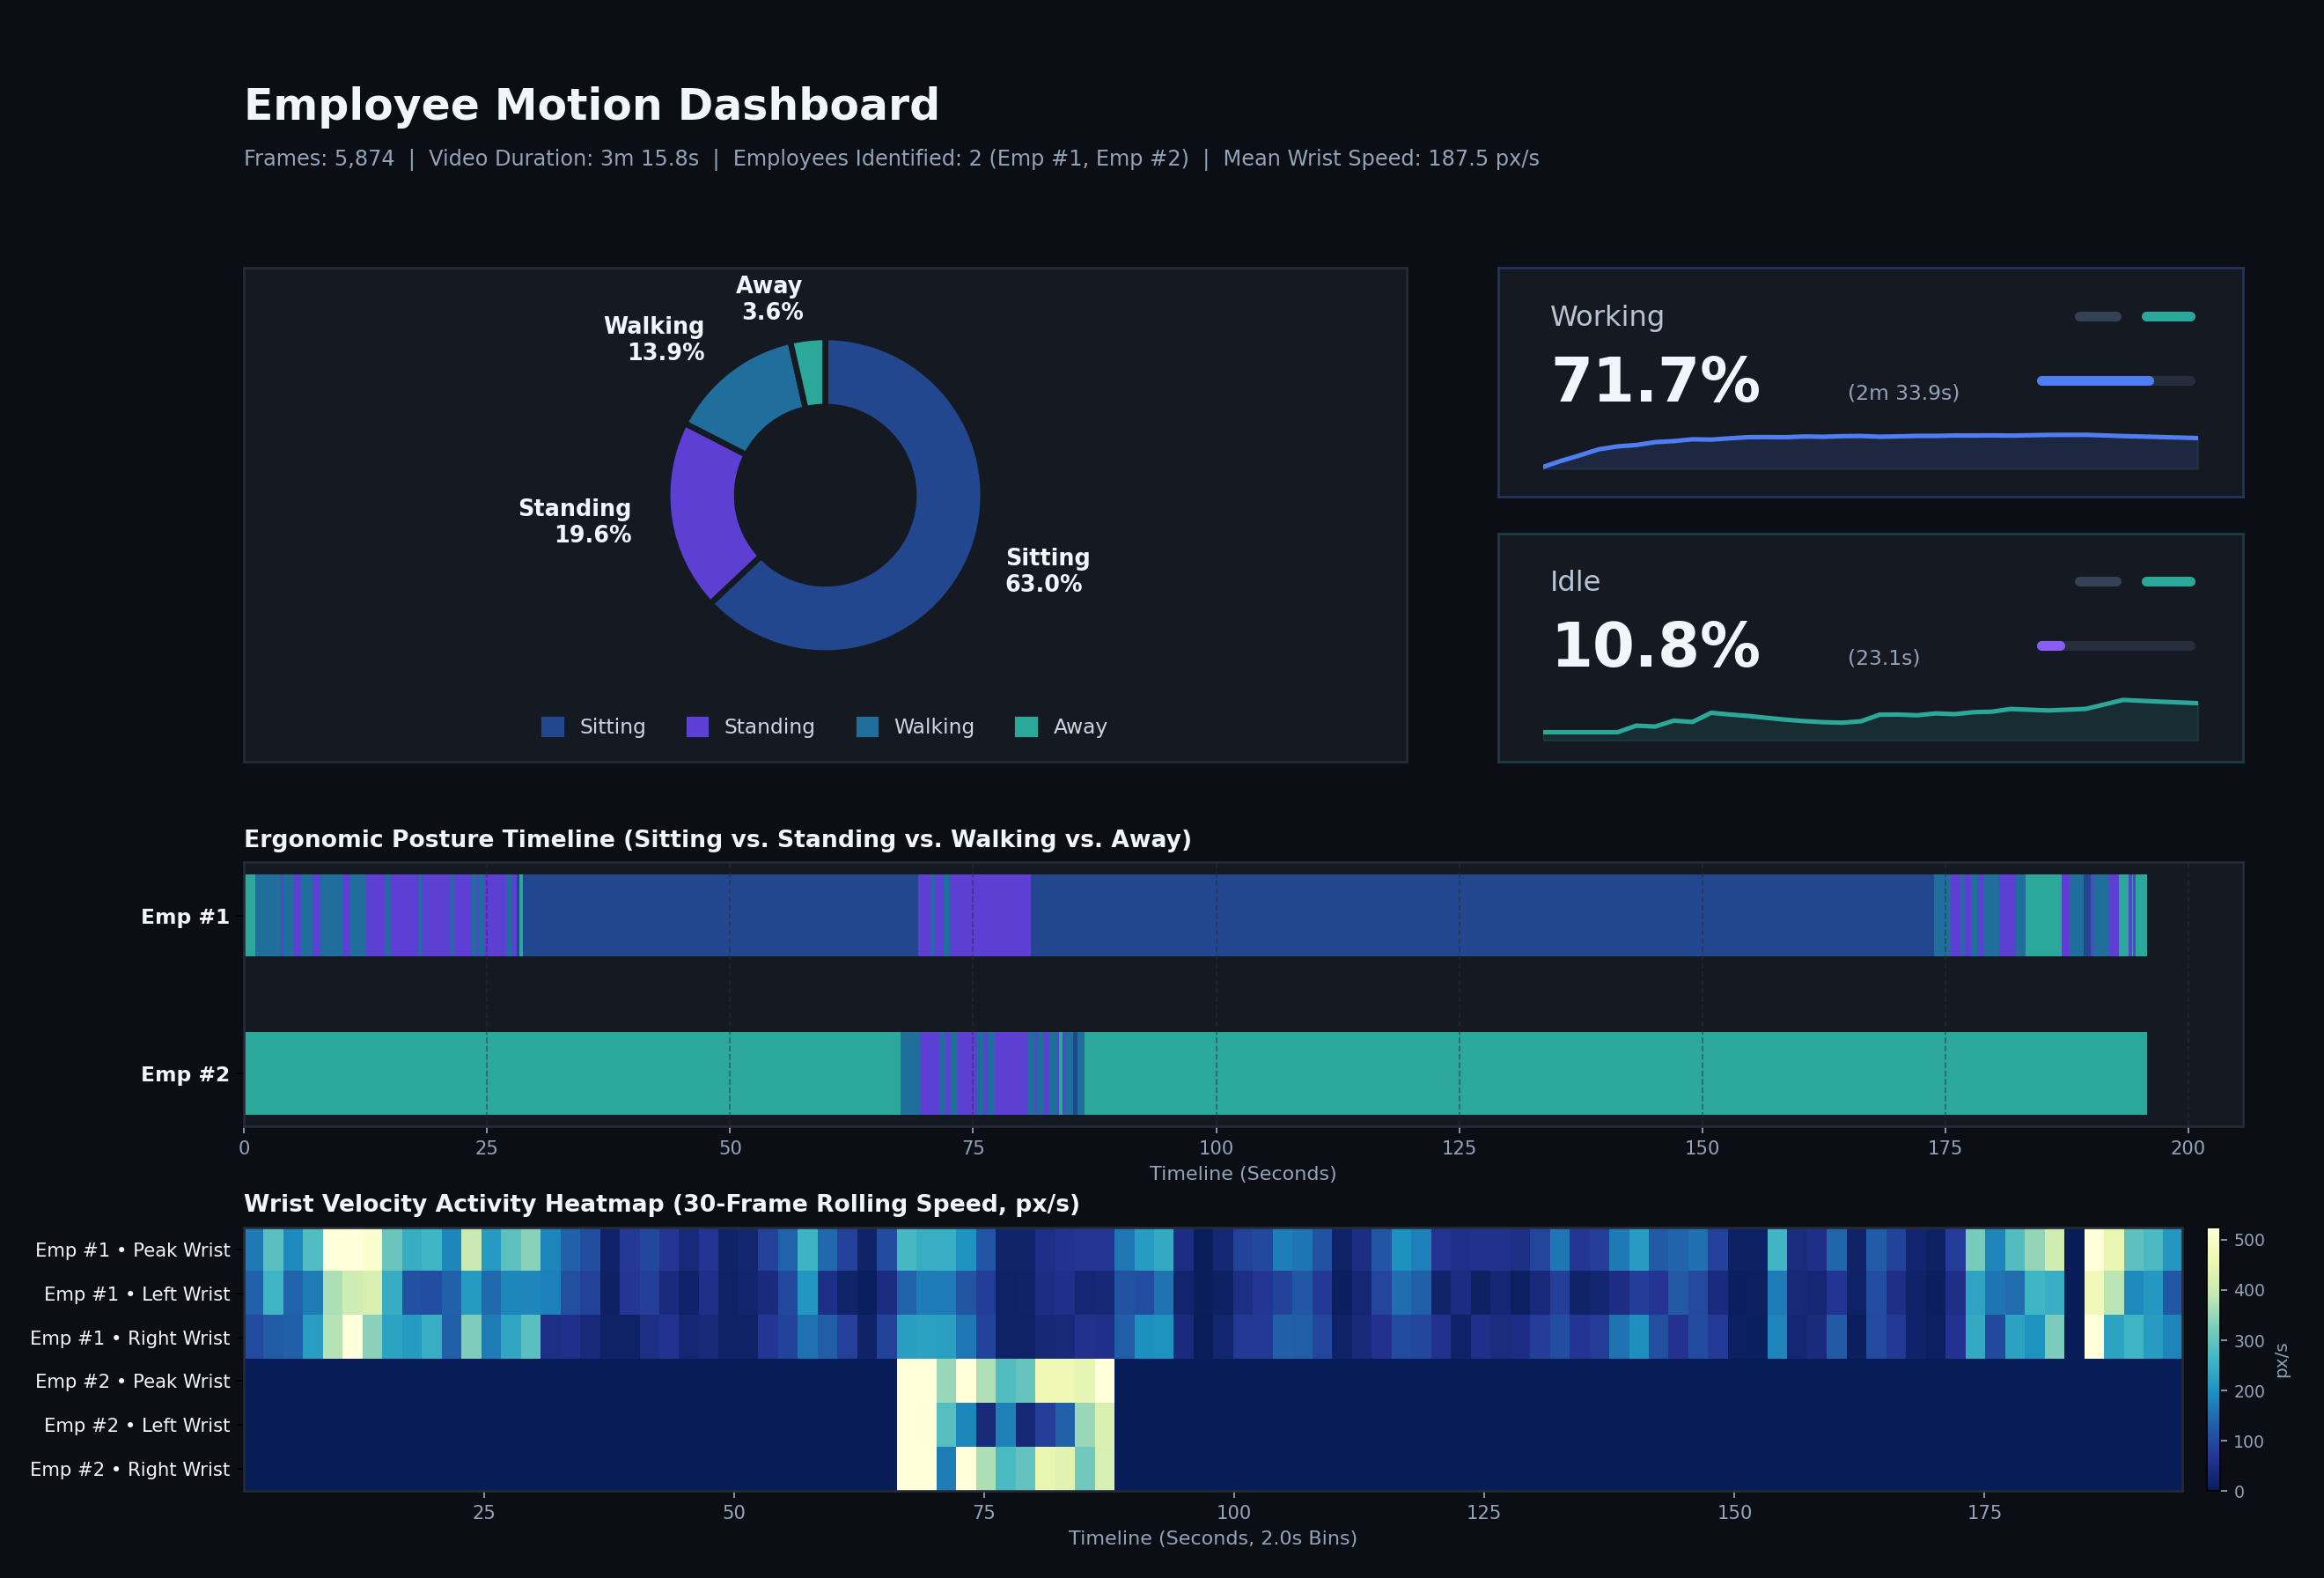 Employee Motion Dashboard
Frames: 5,874 | Video Duration: 3m 15.8s | Employees Identified: 2 (Emp #1, Emp #2) | Mean Wrist Speed: 187.5 px/s
Away
3.6%
Walking
13.9%
Standing
19.6%
Sitting
63.0%
Sitting Standing Walking Away
Working
71.7% (2m 33.9s)
Idle
10.8% (23.1s)
Ergonomic Posture Timeline (Sitting vs. Standing vs. Walking vs. Away)
Emp #1
Emp #2
0 25 50 75 100 125 150 175 200
Timeline (Seconds)
Wrist Velocity Activity Heatmap (30-Frame Rolling Speed, px/s)
Emp #1 • Peak Wrist
Emp #1 • Left Wrist
Emp #1 • Right Wrist
Emp #2 • Peak Wrist
Emp #2 • Left Wrist
Emp #2 • Right Wrist
25 50 75 100 125 150 175
Timeline (Seconds, 2.0s Bins)
500
400
300
200
100
0
px/s